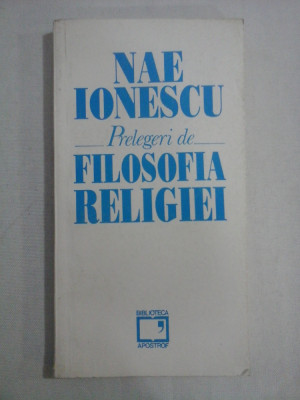 NAE
IONESCU
Prelegeri de
FILOSOFIA
RELIGIEI
BIBLIOTECA
APOSTROF